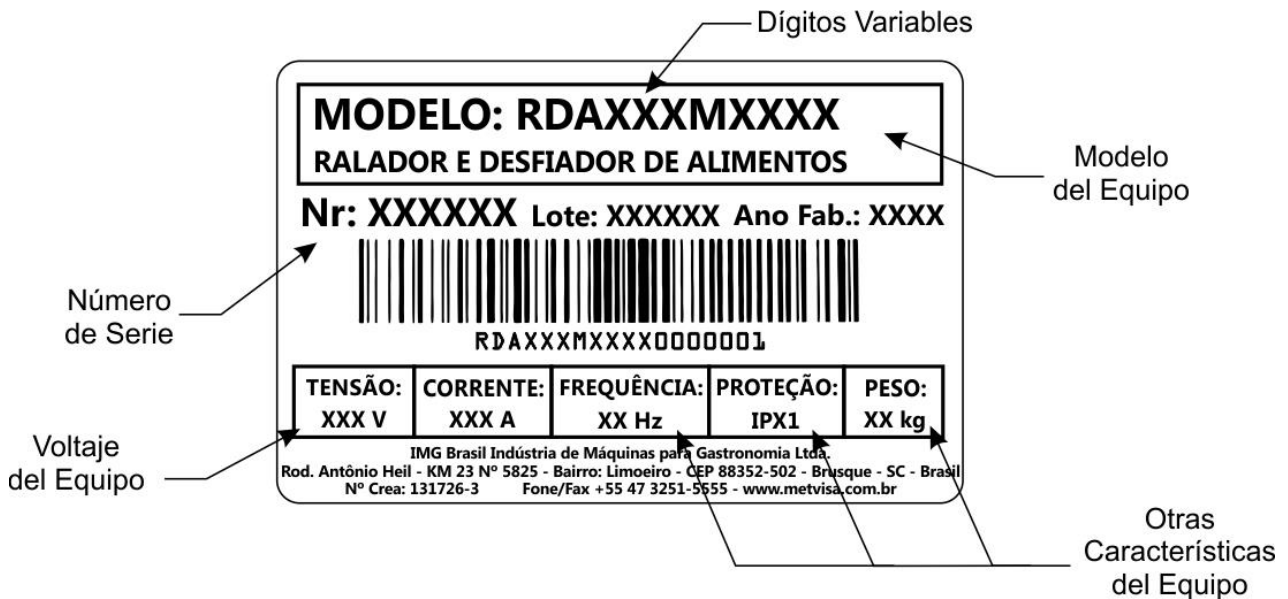 Dígitos Variables
MODELO: RDAXXXMXXXX
RALADOR E DESFIADOR DE ALIMENTOS
Modelo
del Equipo
Nr: XXXXXX Lote: XXXXXX Ano Fab.: XXXX
Número
de Serie
RDAXXXMXXXX0000001
TENSÃO: CORRENTE: FREQUÊNCIA: PROTEÇÃO: PESO:
XXX V XXX A XX Hz IPX1 XX kg
Voltaje
del Equipo
IMG Brasil Indústria de Máquinas para Gastronomia Ltda.
Rod. Antônio Heil - KM 23 Nº 5825 - Bairro: Limoeiro - CEP 88352-502 - Brusque - SC - Brasil
Nº Crea: 131726-3 Fone/Fax +55 47 3251-5555 - www.metvisa.com.br
Otras
Características
del Equipo